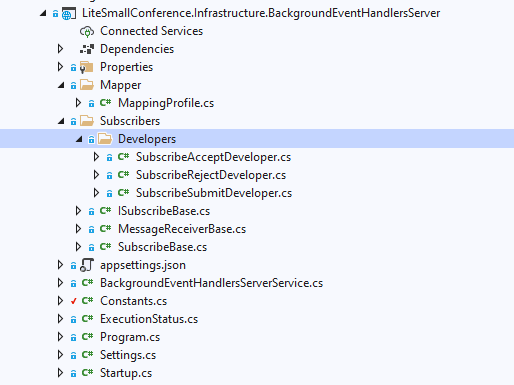 LiteSmallConference.Infrastructure.BackgroundEventHandlersServer
Connected Services
Dependencies
Properties
Mapper
C# MappingProfile.cs
Subscribers
Developers
C# SubscribeAcceptDeveloper.cs
C# SubscribeRejectDeveloper.cs
C# SubscribeSubmitDeveloper.cs
C# ISubscribeBase.cs
C# MessageReceiverBase.cs
C# SubscribeBase.cs
appsettings.json
C# BackgroundEventHandlersServerService.cs
C# Constants.cs
C# ExecutionStatus.cs
C# Program.cs
C# Settings.cs
C# Startup.cs